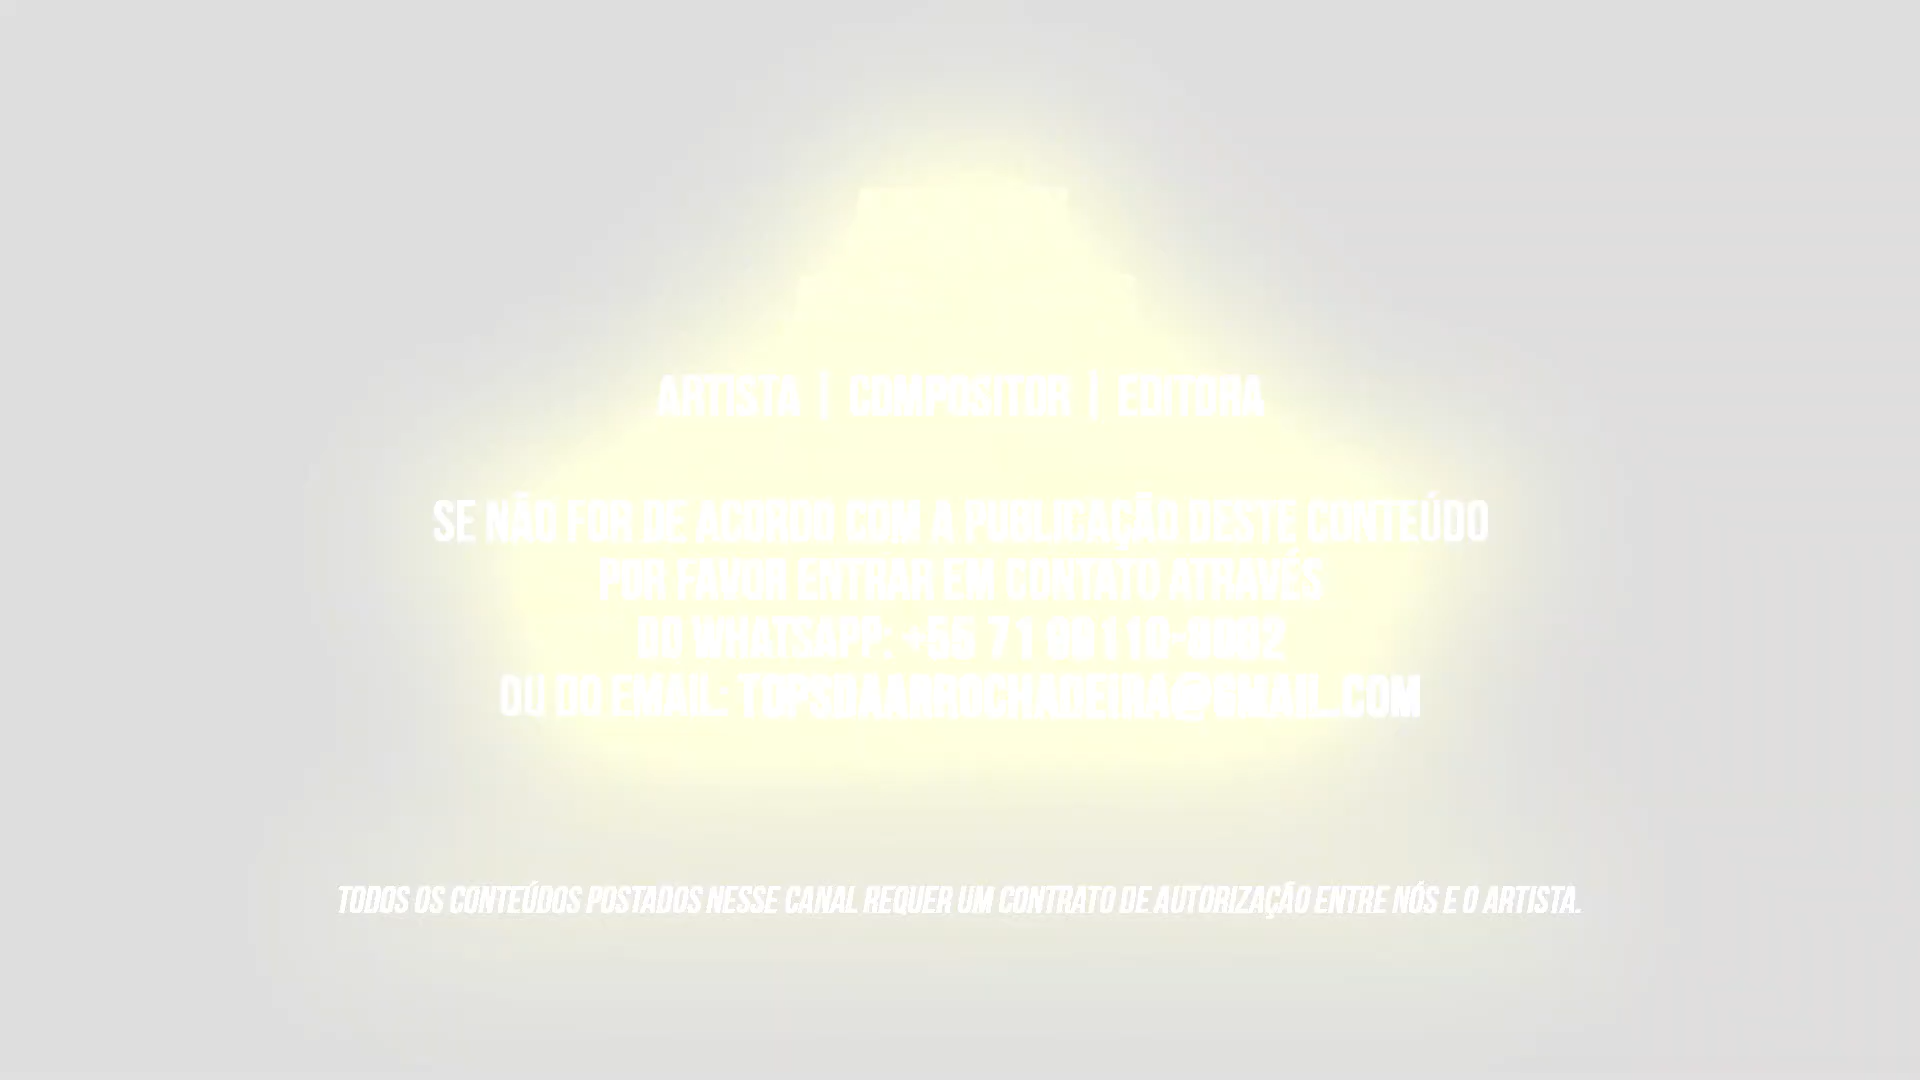 ARTISTA | COMPOSITOR | EDITORA
SE NÃO FOR DE ACORDO COM A PUBLICAÇÃO DESTE CONTEÚDO
POR FAVOR ENTRAR EM CONTATO ATRAVÉS
DO WHATSAPP: +55 71
OU DO EMAIL: TOPSDAARROCHADEIRA@GMAIL.COM
TODOS OS CONTEÚDOS POSTADOS NESSE CANAL REQUER UM CONTRATO DE AUTORIZAÇÃO ENTRE NÓS E O ARTISTA.